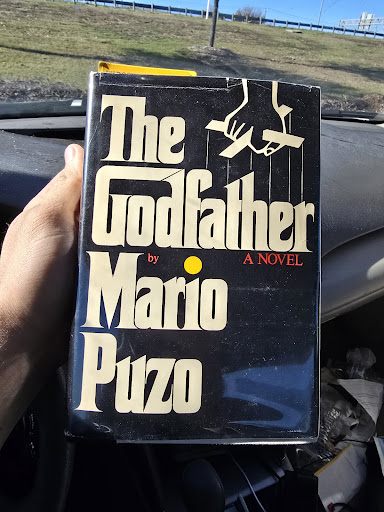 The
Godfather
by
A NOVEL
Mario
Puzo